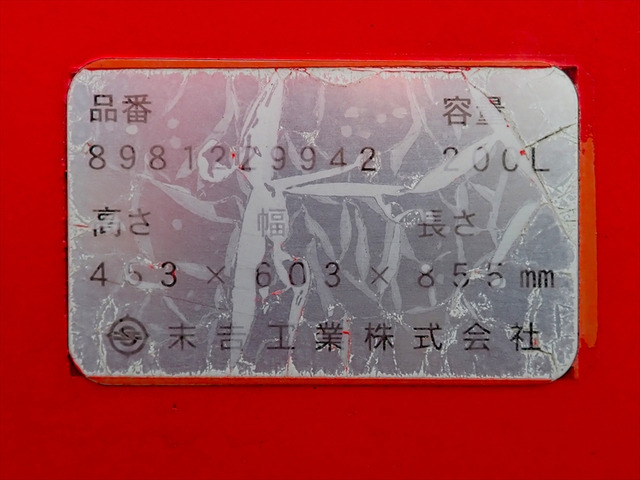 品番 容量
8981229942 200L
高さ 幅 長さ
453 × 603 × 855 mm
末吉工業株式会社